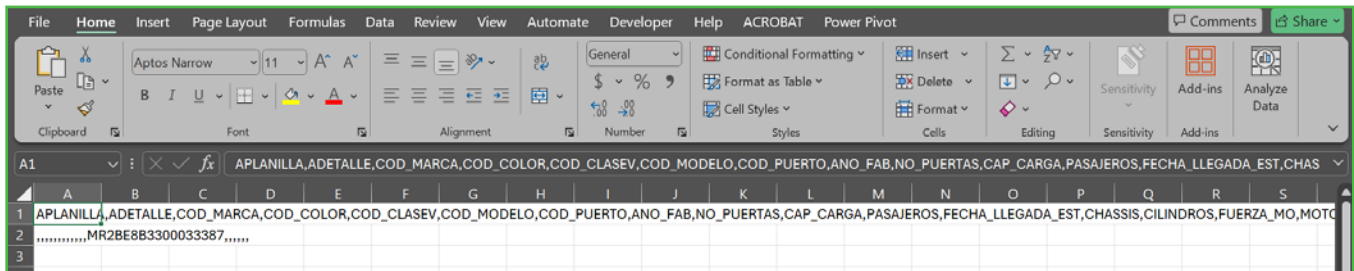 File Home Insert Page Layout Formulas Data Review View Automate Developer Help ACROBAT Power Pivot Comments Share
Paste
Aptos Narrow 11 A^ A˅
B I U A
ab
General
$ % 9
Conditional Formatting
Format as Table
Cell Styles
Insert
Delete
Format
Sensitivity
Add-ins
Analyze
Data
Clipboard Font Alignment Number Styles Cells Editing Sensitivity Add-ins
A1 fx APLANILLA,ADETALLE,COD_MARCA,COD_COLOR,COD_CLASEV,COD_MODELO,COD_PUERTO,ANO_FAB,NO_PUERTAS,CAP_CARGA,PASAJEROS,FECHA_LLEGADA_EST,CHAS
A B C D E F G H I J K L M N O P Q R S
1 APLANILLA,ADETALLE,COD_MARCA,COD_COLOR,COD_CLASEV,COD_MODELO,COD_PUERTO,ANO_FAB,NO_PUERTAS,CAP_CARGA,PASAJEROS,FECHA_LLEGADA_EST,CHASSIS,CILINDROS,FUERZA_MO,MOTO
2 ,,,,,,,,,,,,MR2BE8B3300033387,,,,,,
3